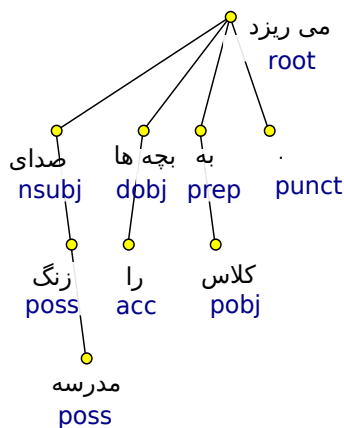 می ریزد
root
صدای بچه ها به .
nsubj dobj prep punct
زنگ را کلاس
poss acc pobj
مدرسه
poss